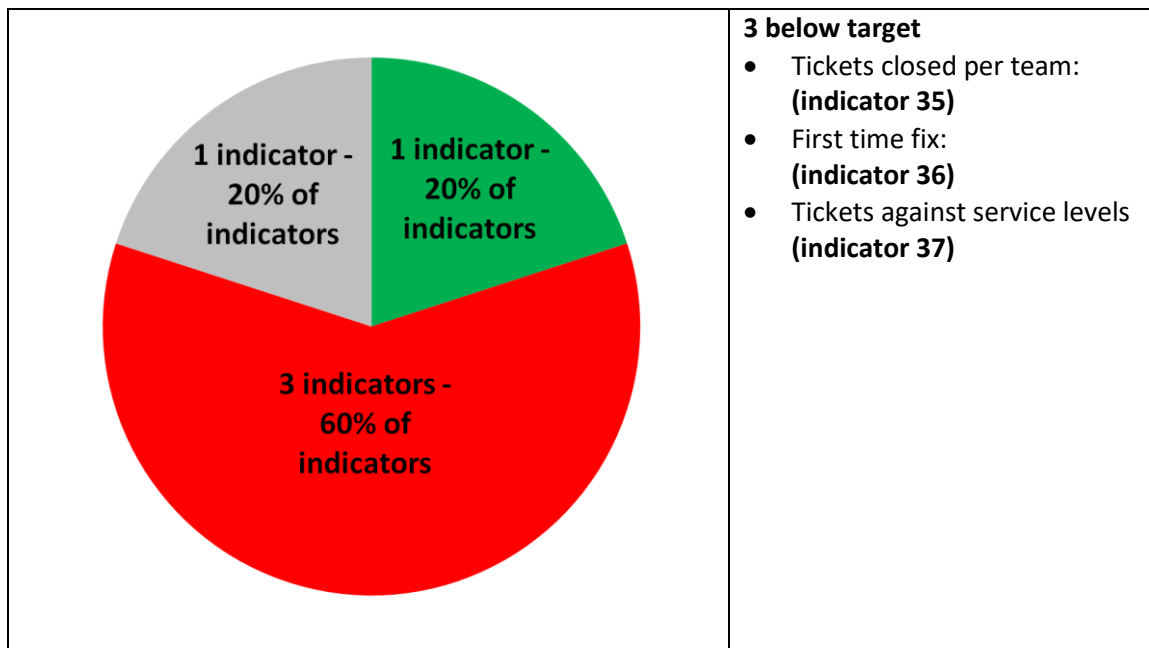 1 indicator -
20% of
indicators
1 indicator -
20% of
indicators
3 indicators -
60% of
indicators
3 below target
• Tickets closed per team:
(indicator 35)
• First time fix:
(indicator 36)
• Tickets against service levels
(indicator 37)